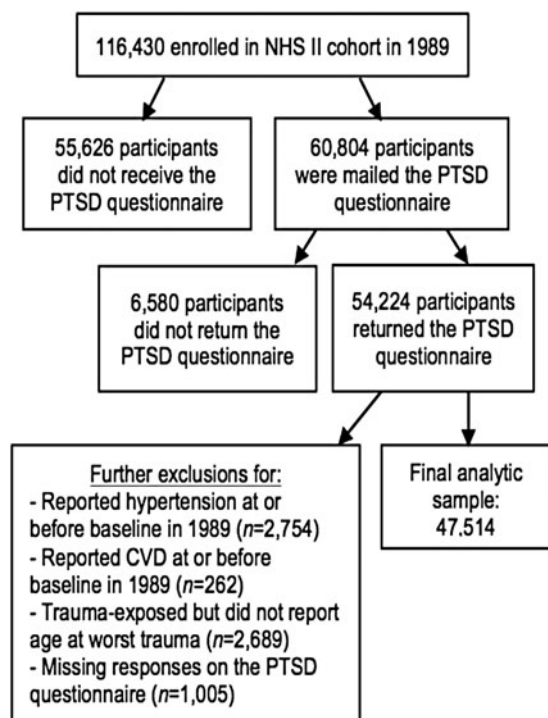 116,430 enrolled in NHS II cohort in 1989
55,626 participants
did not receive the
PTSD questionnaire
60,804 participants
were mailed the PTSD
questionnaire
6,580 participants
did not return the
PTSD questionnaire
54,224 participants
returned the PTSD
questionnaire
Further exclusions for:
- Reported hypertension at or
before baseline in 1989 (n=2,754)
- Reported CVD at or before
baseline in 1989 (n=262)
- Trauma-exposed but did not report
age at worst trauma (n=2,689)
- Missing responses on the PTSD
questionnaire (n=1,005)
Final analytic
sample:
47,514